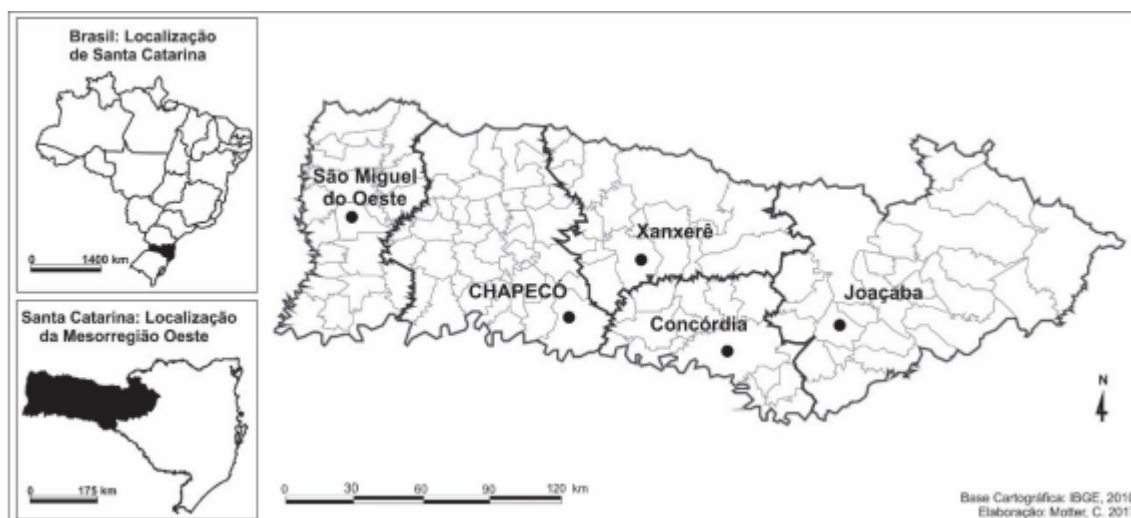 Brasil: Localização
de Santa Catarina
0 1400 km
Santa Catarina: Localização
da Mesorregião Oeste
0 175 km
São Miguel
do Oeste
Xanxerê
CHAPECÓ
Concórdia
Joaçaba
N
0 30 60 90 120 km
Base Cartográfica: IBGE, 2010
Elaboração: Motter, C. 2017